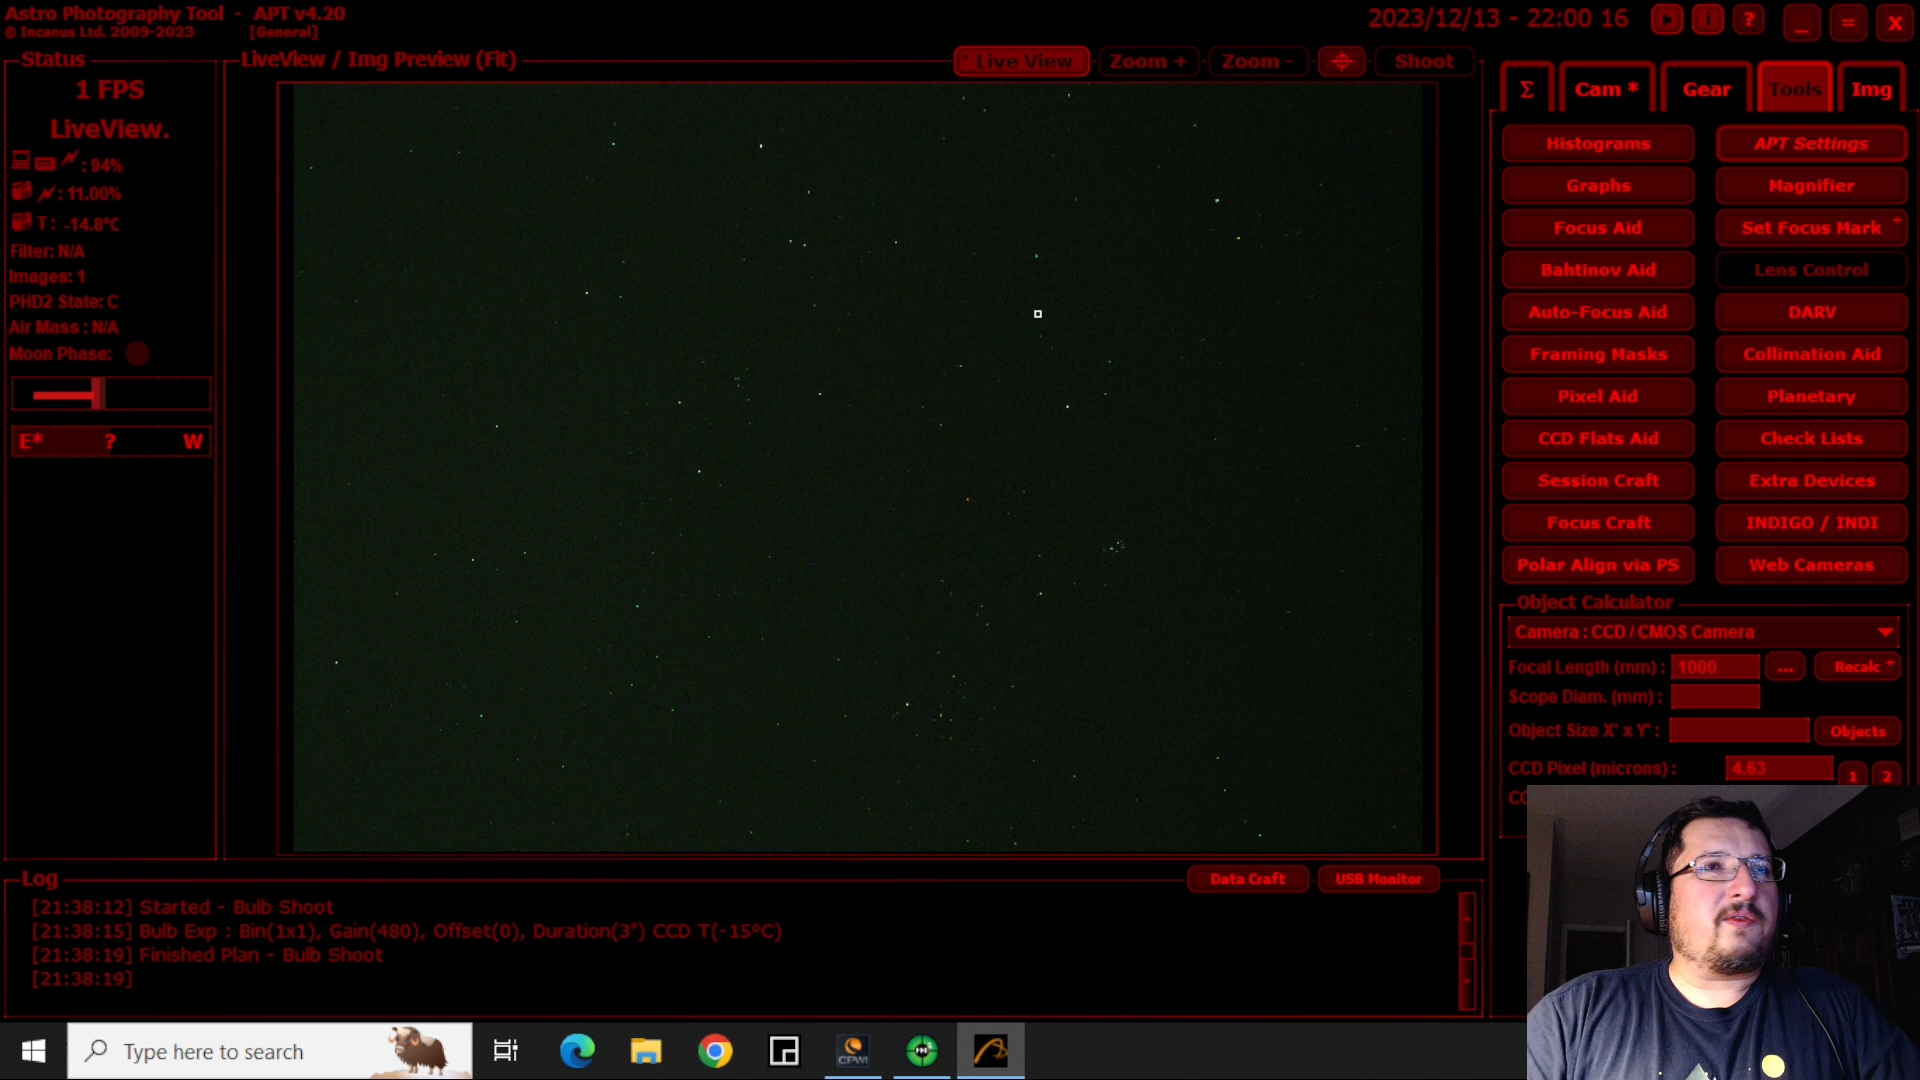 Astro Photography Tool - APT v4.20
© Incanus Ltd. 2009-2023 [General]
2023/12/13 - 22:00 16
i ? _ = X
Status
1 FPS
LiveView.
: 94%
: 11.00%
T: -14.8°C
Filter: N/A
Images: 1
PHD2 State: C
Air Mass : N/A
Moon Phase:
E* ? W
LiveView / Img Preview (Fit)
* Live View Zoom + Zoom - Shoot
Σ Cam * Gear Tools Img
Histograms APT Settings
Graphs Magnifier
Focus Aid Set Focus Mark +
Bahtinov Aid Lens Control
Auto-Focus Aid DARV
Framing Masks Collimation Aid
Pixel Aid Planetary
CCD Flats Aid Check Lists
Session Craft Extra Devices
Focus Craft INDIGO / INDI
Polar Align via PS Web Cameras
Object Calculator
Camera : CCD / CMOS Camera
Focal Length (mm) : 1000 ... Recalc +
Scope Diam. (mm) :
Object Size X' x Y' : Objects
CCD Pixel (microns) : 4.63 1 2
Log
Data Craft USB Monitor
[21:38:12] Started - Bulb Shoot
[21:38:15] Bulb Exp : Bin(1x1), Gain(480), Offset(0), Duration(3") CCD T(-15°C)
[21:38:19] Finished Plan - Bulb Shoot
[21:38:19]
Type here to search
CPWI